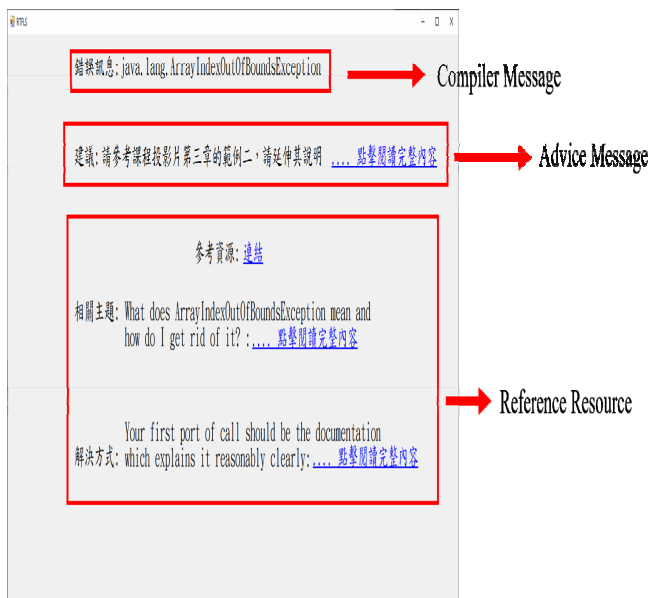 RTPLS
錯誤訊息:java.lang.ArrayIndexOutOfBoundsException
Compiler Message
建議:請參考課程投影片第三章的範例二，請延伸其說明 .... 點擊閱讀完整內容
Advice Message
參考資源:連結
相關主題:What does ArrayIndexOutOfBoundsException mean and
how do I get rid of it? :.... 點擊閱讀完整內容
Reference Resource
Your first port of call should be the documentation
解決方式:which explains it reasonably clearly:.... 點擊閱讀完整內容